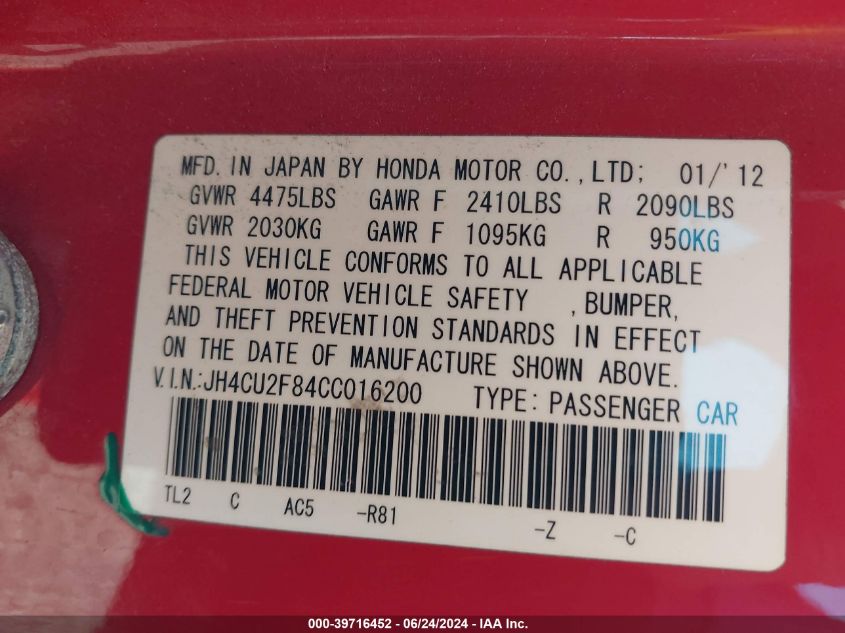 MFD. IN JAPAN BY HONDA MOTOR CO., LTD; 01/'12
GVWR 4475LBS GAWR F 2410LBS R 2090LBS
GVWR 2030KG GAWR F 1095KG R 950KG
THIS VEHICLE CONFORMS TO ALL APPLICABLE
FEDERAL MOTOR VEHICLE SAFETY , BUMPER,
AND THEFT PREVENTION STANDARDS IN EFFECT
ON THE DATE OF MANUFACTURE SHOWN ABOVE.
V.I.N.:JH4CU2F84CC016200 TYPE: PASSENGER CAR
TL2 C AC5 -R81 -Z -C
000-39716452 - 06/24/2024 - IAA Inc.